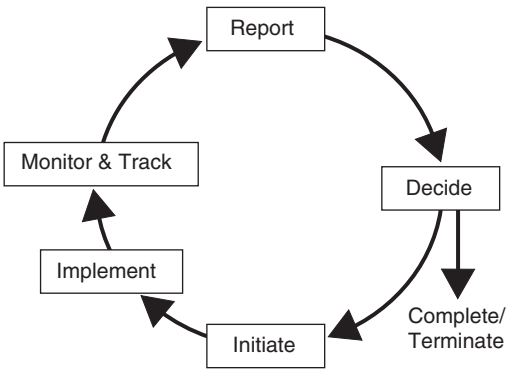 Report
Monitor & Track
Decide
Implement
Complete/
Terminate
Initiate